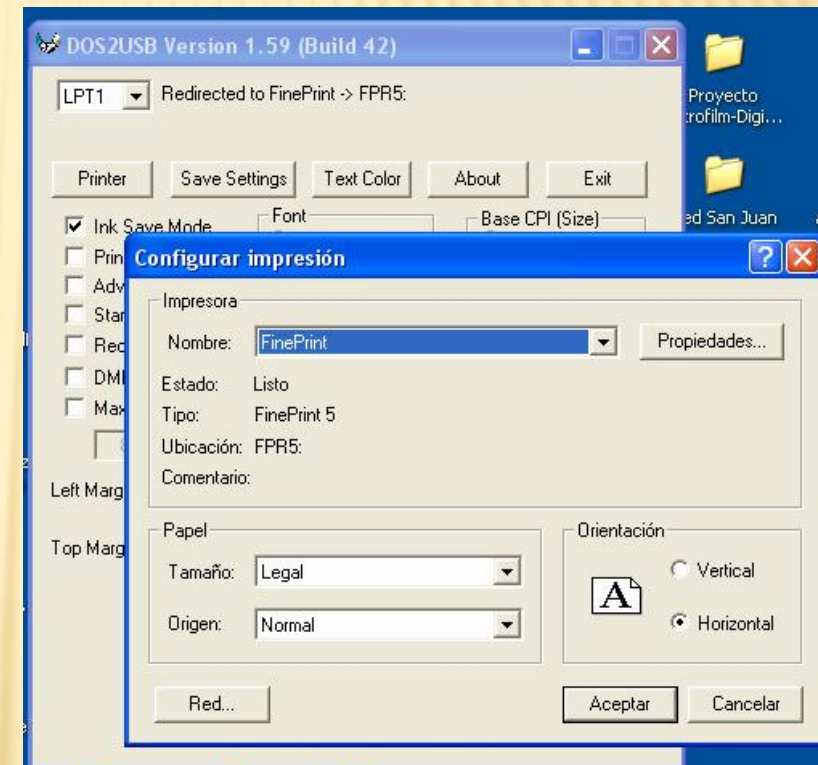 DOS2USB Version 1.59 (Build 42)
LPT1 Redirected to FinePrint -> FPR5:
Proyecto
Printer Save Settings Text Color About Exit
Ink Save Mode Font Base CPI (Size)
San Juan
Configurar impresión
Impresora
Nombre: FinePrint Propiedades...
Estado: Listo
Tipo: FinePrint 5
Ubicación: FPR5:
Comentario:
Left Marg
Top Marg
Papel
Tamaño: Legal
Origen: Normal
Orientación
A
Vertical
Horizontal
Red... Aceptar Cancelar